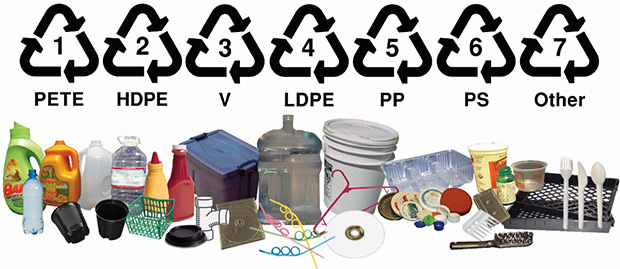 1 2 3 4 5 6 7
PETE HDPE V LDPE PP PS Other